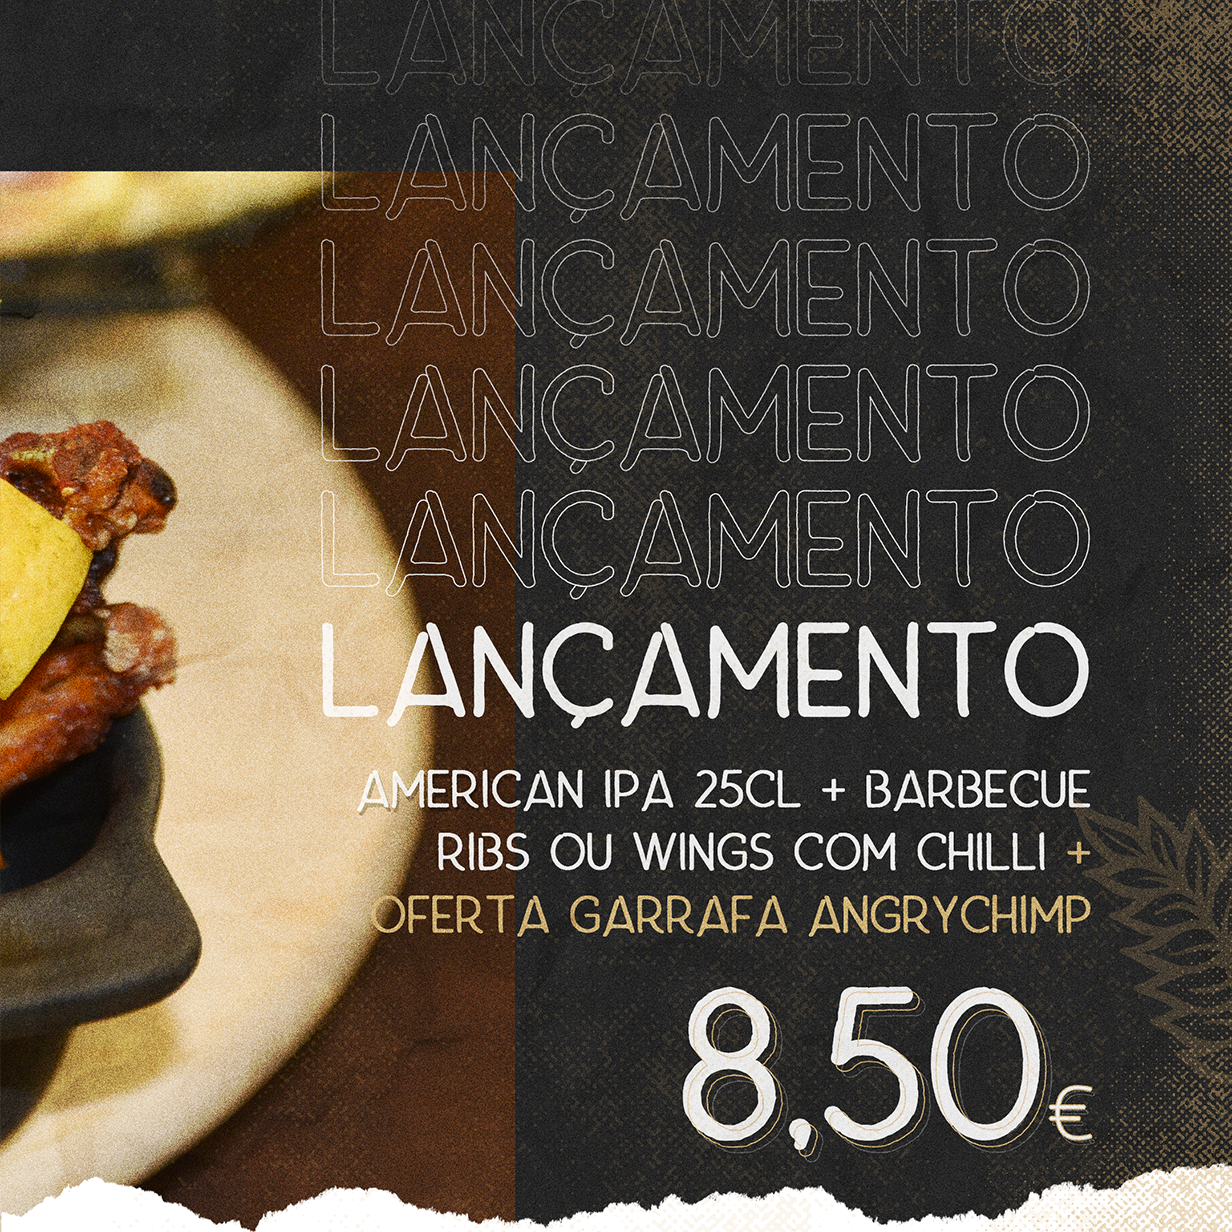 LANÇAMENTO
LANÇAMENTO
LANÇAMENTO
LANÇAMENTO
LANÇAMENTO
LANÇAMENTO
AMERICAN IPA 25CL + BARBECUE
RIBS OU WINGS COM CHILLI +
OFERTA GARRAFA ANGRYCHIMP
8,50€